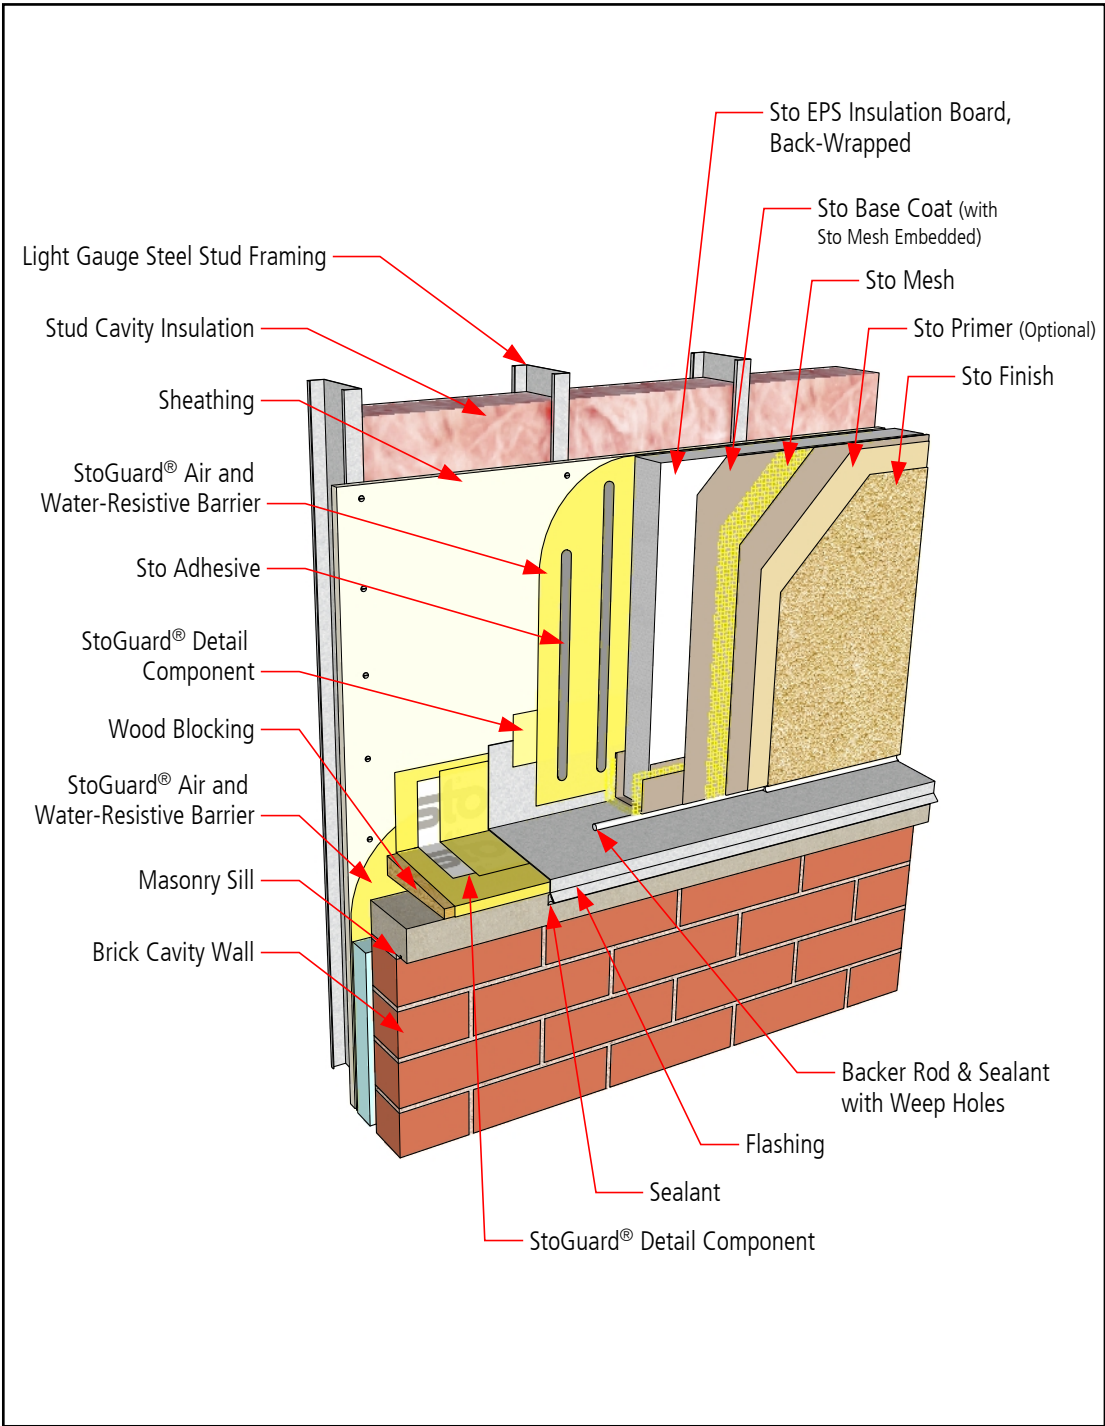 Sto EPS Insulation Board,
Back-Wrapped
Sto Base Coat (with
Sto Mesh Embedded)
Light Gauge Steel Stud Framing
Sto Mesh
Stud Cavity Insulation
Sto Primer (Optional)
Sto Finish
Sheathing
StoGuard® Air and
Water-Resistive Barrier
Sto Adhesive
StoGuard® Detail
Component
Wood Blocking
StoGuard® Air and
Water-Resistive Barrier
sto
Masonry Sill
Brick Cavity Wall
Backer Rod & Sealant
with Weep Holes
Flashing
Sealant
StoGuard® Detail Component